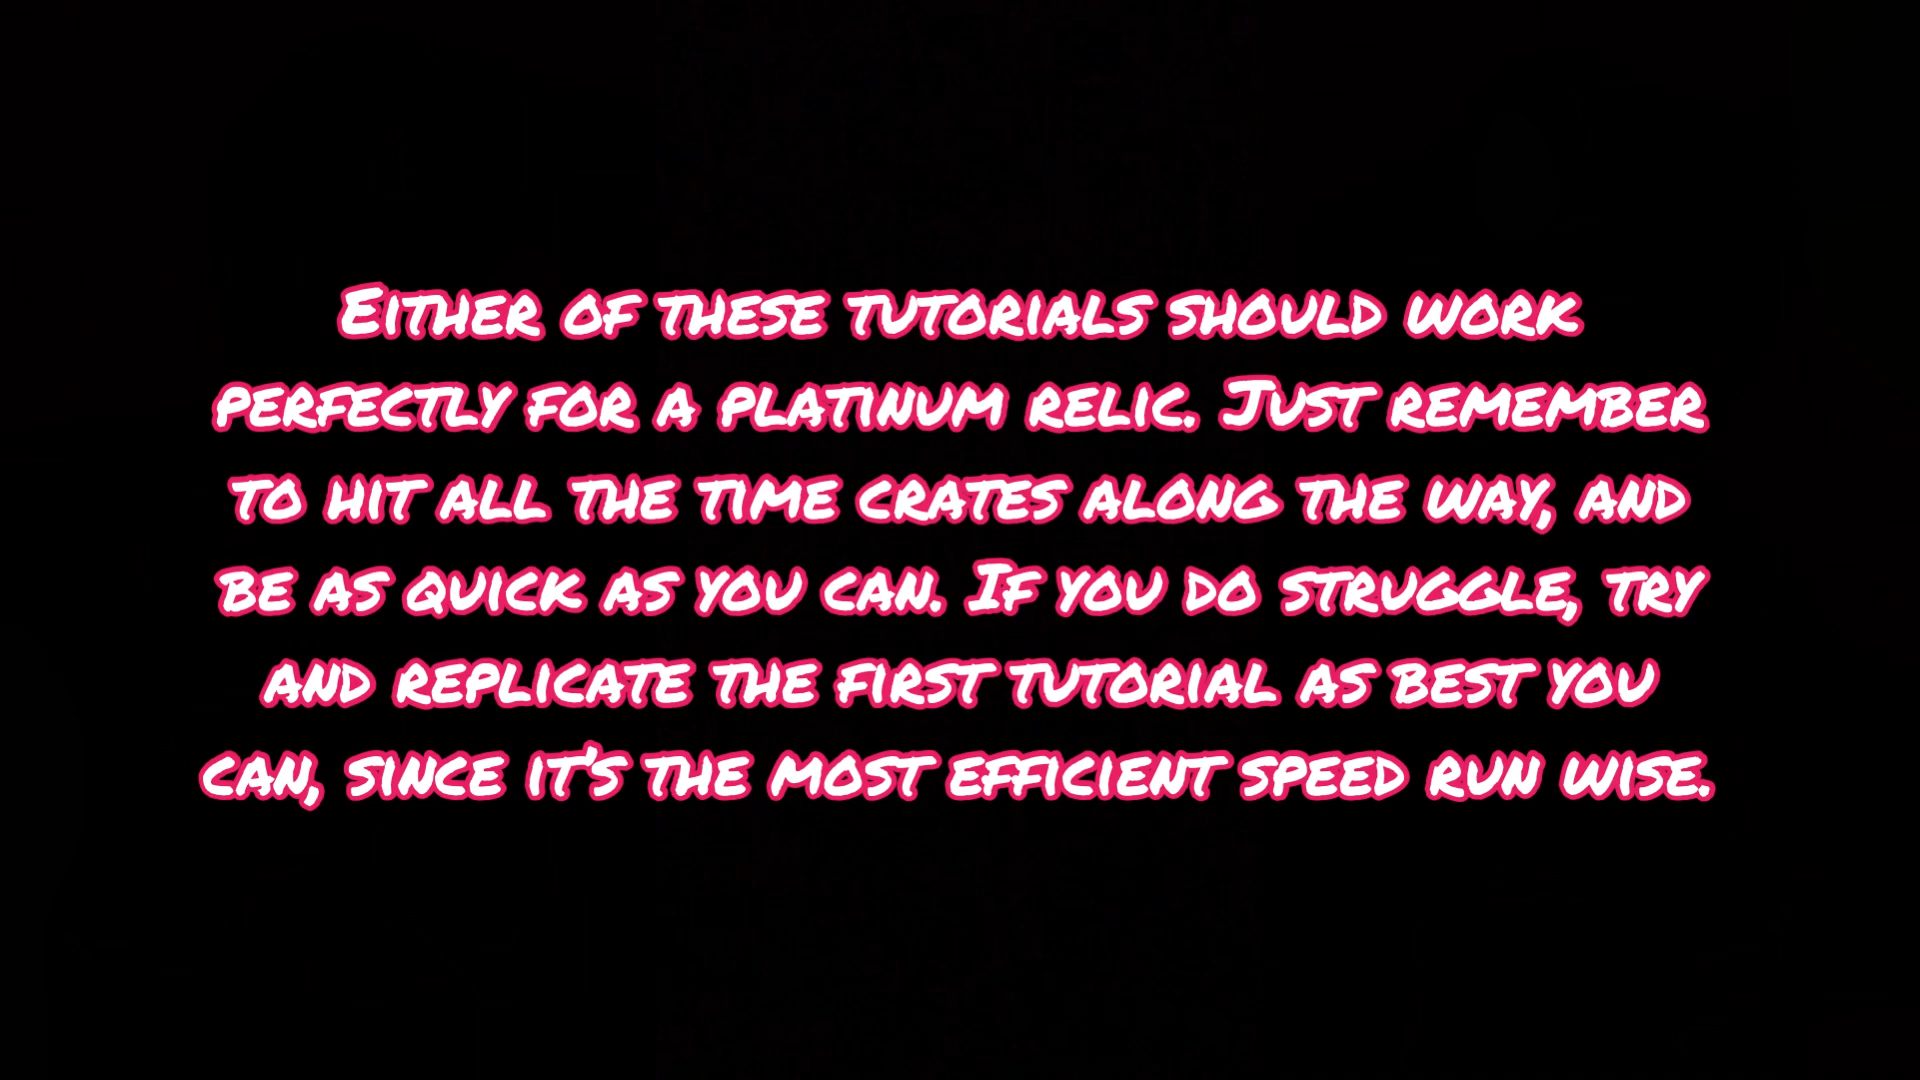 Either of these tutorials should work
perfectly for a platinum relic. Just remember
to hit all the time crates along the way, and
be as quick as you can. If you do struggle, try
and replicate the first tutorial as best you
can, since it's the most efficient speed run wise.